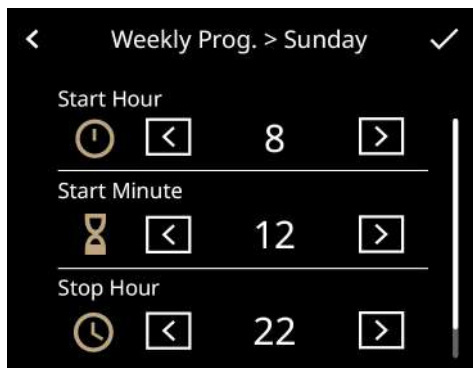 Weekly Prog. > Sunday
Start Hour
8
Start Minute
12
Stop Hour
22